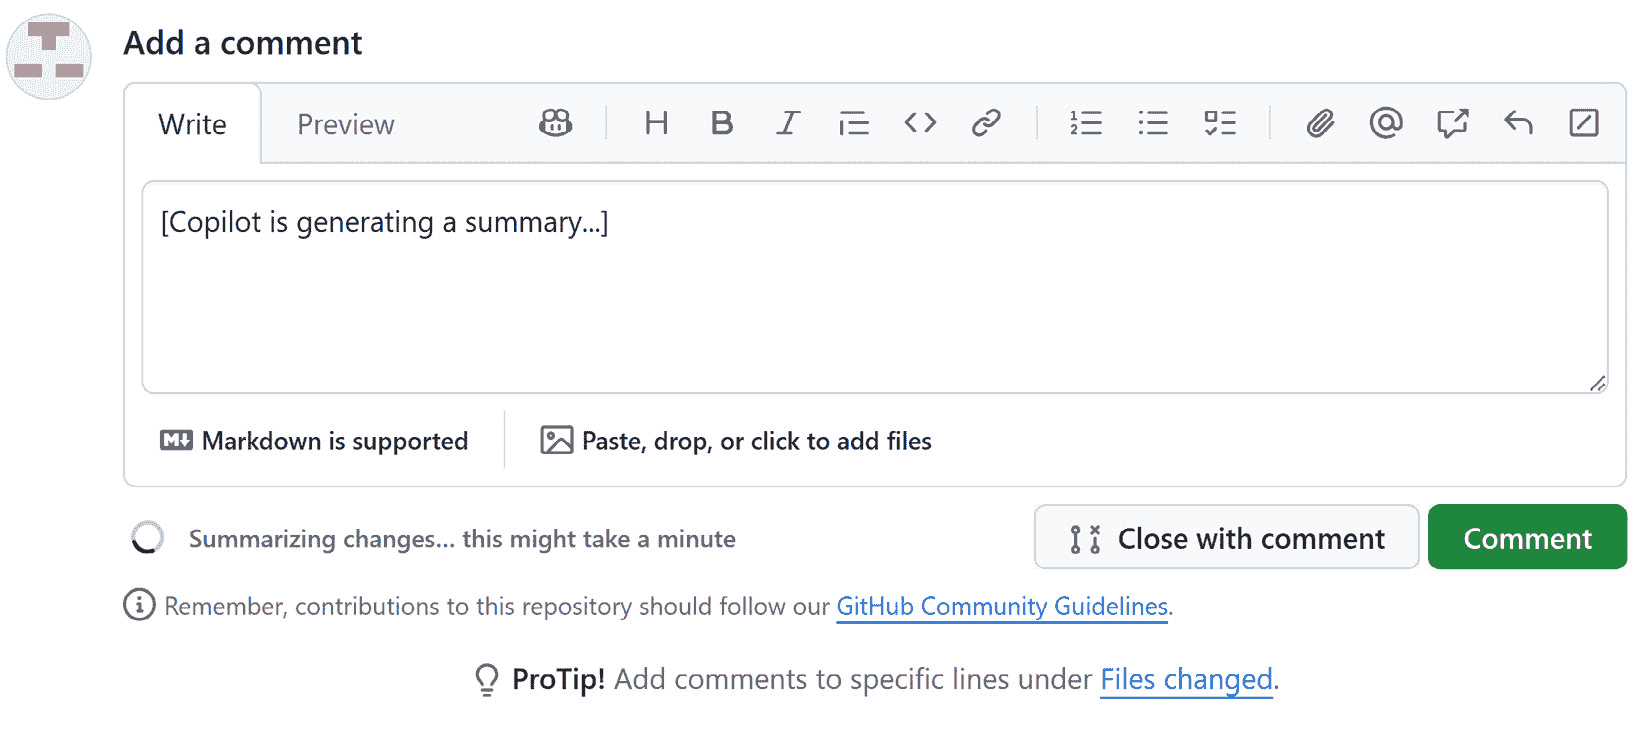 Add a comment
Write Preview
[Copilot is generating a summary...]
Markdown is supported Paste, drop, or click to add files
Summarizing changes... this might take a minute Close with comment Comment
Remember, contributions to this repository should follow our GitHub Community Guidelines.
ProTip! Add comments to specific lines under Files changed.